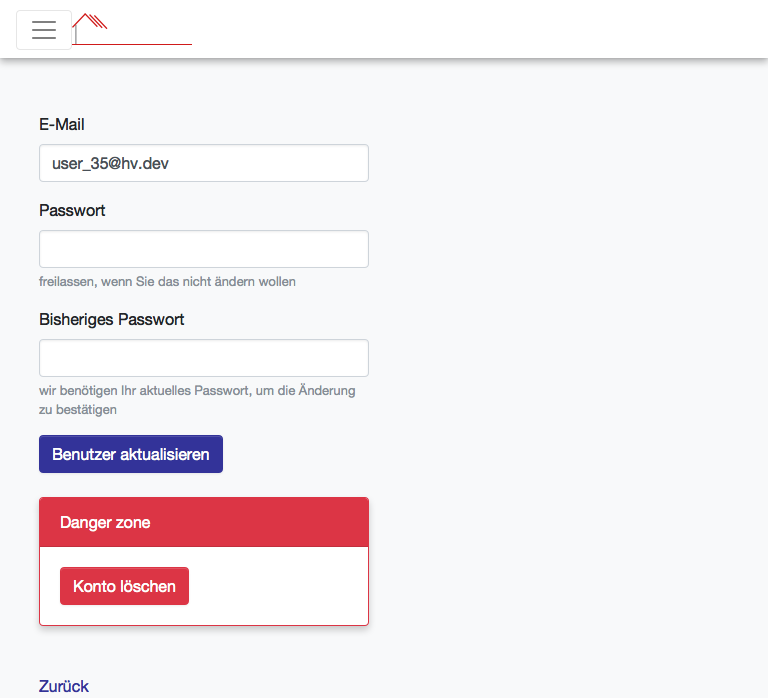 E-Mail
user_35@hv.dev
Passwort
freilassen, wenn Sie das nicht ändern wollen
Bisheriges Passwort
wir benötigen Ihr aktuelles Passwort, um die Änderung
zu bestätigen
Benutzer aktualisieren
Danger zone
Konto löschen
Zurück